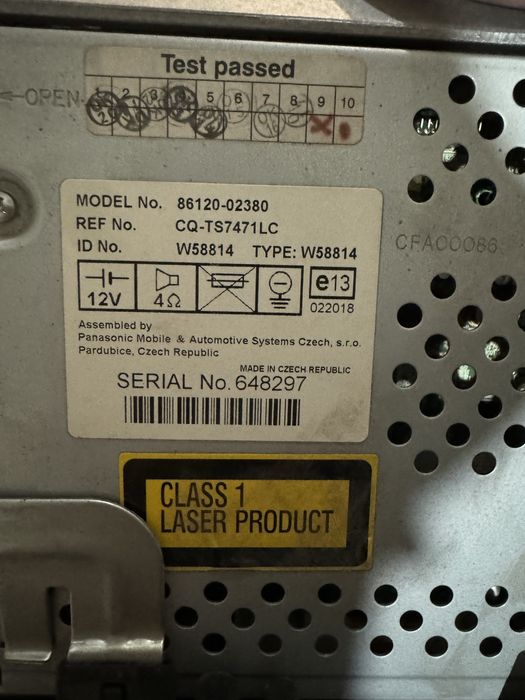 Test passed
1 2 3 5 6 7 8 9 10
←OPEN
MODEL No. 86120-02380
REF No. CQ-TS7471LC
ID No. W58814 TYPE: W58814
CFA00086
12V 4Ω e13
022018
Assembled by
Panasonic Mobile & Automotive Systems Czech, s.r.o.
Pardubice, Czech Republic
MADE IN CZECH REPUBLIC
SERIAL No. 648297
CLASS 1
LASER PRODUCT